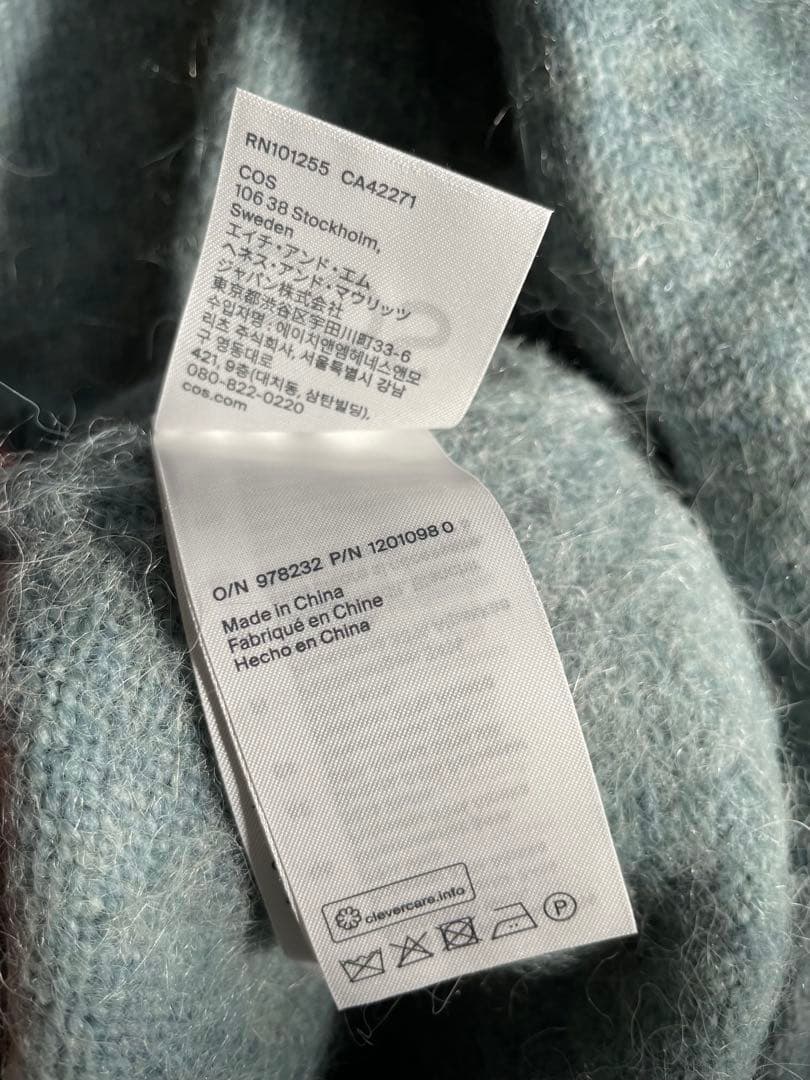 RN101255 CA42271
COS
106 38 Stockholm,
Sweden
エイチ・アンド・エム
ヘネス・アンド・マウリッツ
ジャパン株式会社
東京都渋谷区宇田川町33-6
수입자명 : 에이치앤엠헤네스앤모
리츠 주식회사, 서울특별시 강남
구 영동대로
421, 9층(대치동, 삼탄빌딩),
080-822-0220
cos.com
O/N 978232 P/N 1201098 0
Made in China
Fabriqué en Chine
Hecho en China
clevercare.info
P